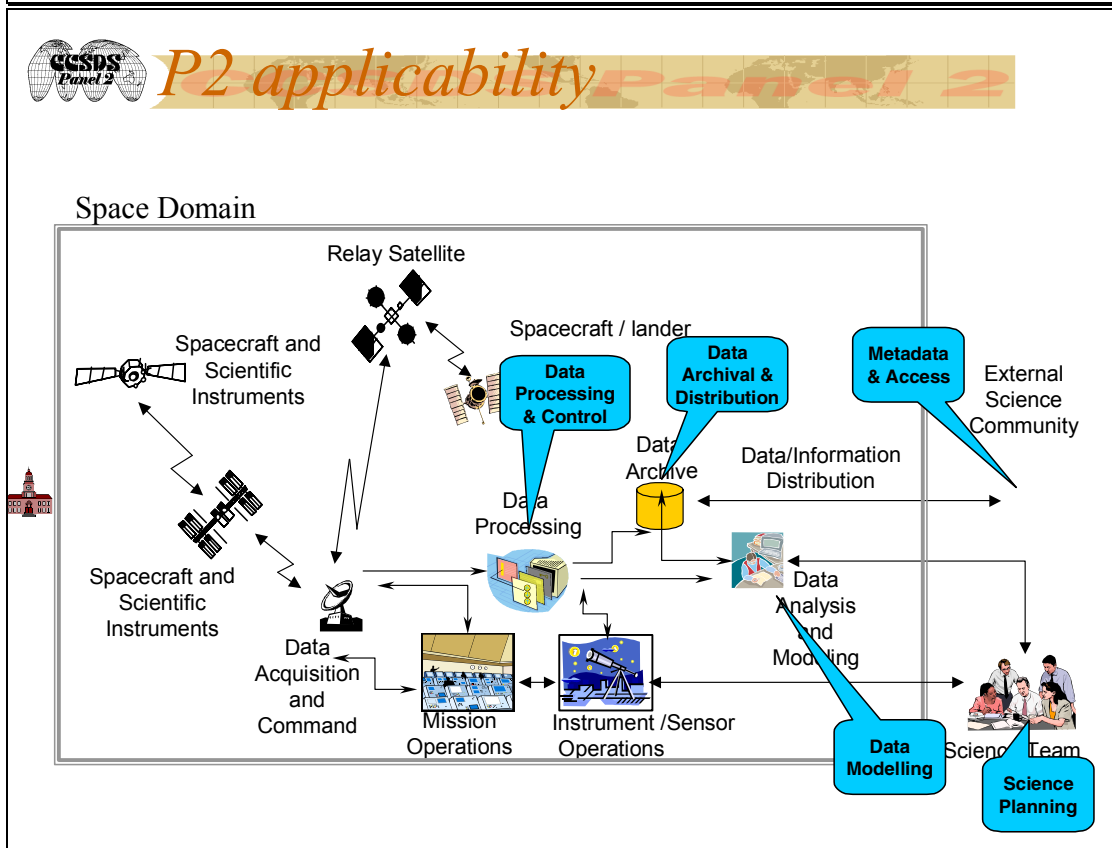 CCSDS
Panel 2
P2 applicability
Panel 2
Space Domain
Relay Satellite
Spacecraft and
Scientific
Instruments
Spacecraft / lander
Data
Processing
& Control
Data
Archival &
Distribution
Metadata
& Access
External
Science
Community
Data
Archive
Data/Information
Distribution
Data
Processing
Spacecraft and
Scientific
Instruments
Data
Analysis
and
Modeling
Data
Acquisition
and
Command
Mission
Operations
Instrument /Sensor
Operations
Science Team
Data
Modelling
Science
Planning